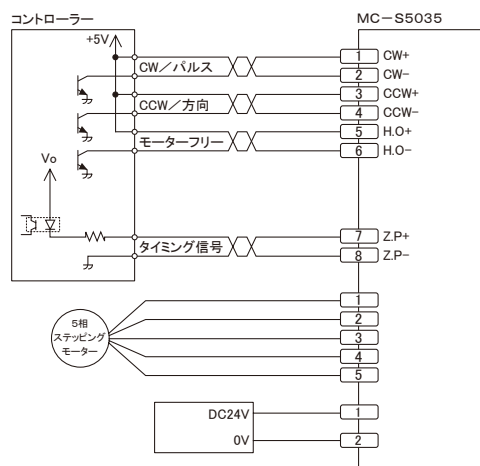 コントローラー
MC-S5035
+5V
CW/パルス
1 CW+
2 CW-
CCW/方向
3 CCW+
4 CCW-
モーターフリー
5 H.O+
6 H.O-
Vo
タイミング信号
7 Z.P+
8 Z.P-
5相
ステッピング
モーター
1
2
3
4
5
DC24V
1
0V
2